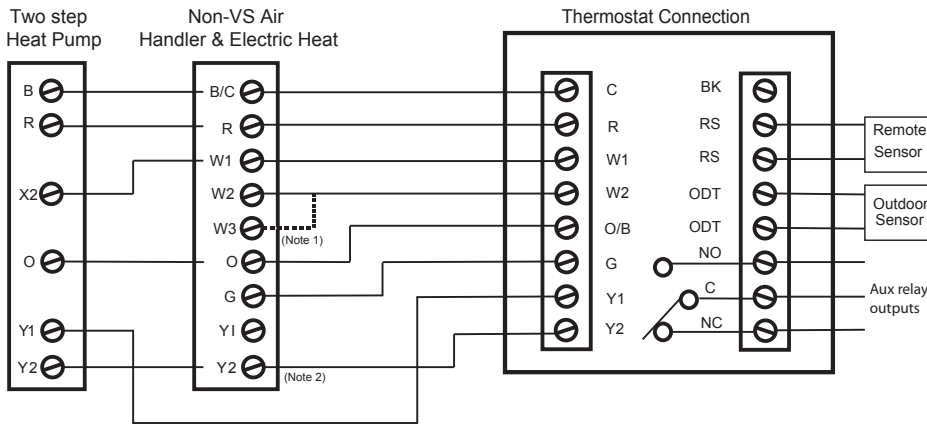 Two step
Heat Pump
Non-VS Air
Handler & Electric Heat
Thermostat Connection
B
R
X2
O
Y1
Y2
B/C
R
W1
W2
W3
(Note 1)
O
G
YI
Y2
(Note 2)
C
R
W1
W2
O/B
G
Y1
Y2
BK
RS
RS
ODT
ODT
NO
C
NC
Remote
Sensor
Outdoor
Sensor
Aux relay
outputs